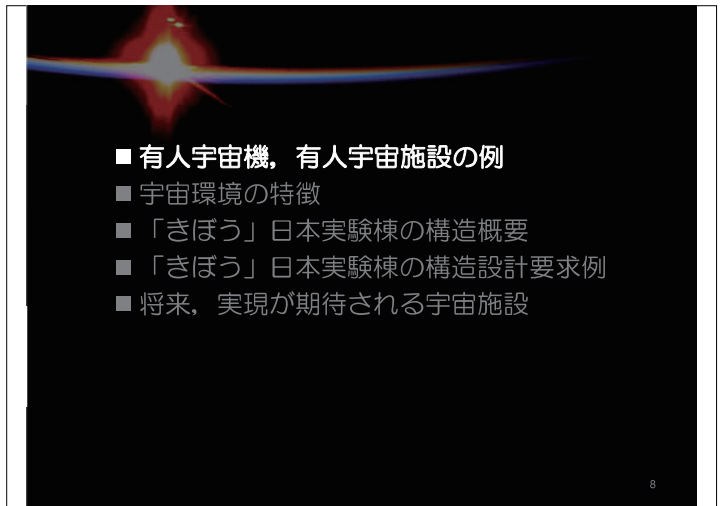 ■ 有人宇宙機，有人宇宙施設の例
■ 宇宙環境の特徴
■ 「きぼう」日本実験棟の構造概要
■ 「きぼう」日本実験棟の構造設計要求例
■ 将来，実現が期待される宇宙施設
8